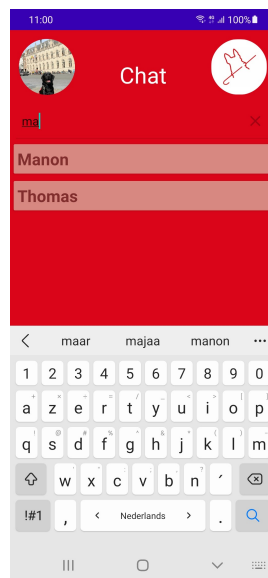 11:00 100%
Chat
ma
Manon
Thomas
maar majaa manon
1 2 3 4 5 6 7 8 9 0
a z e r t y u i o p
q s d f g h j k l m
w x c v b n ´
!#1 , Nederlands .